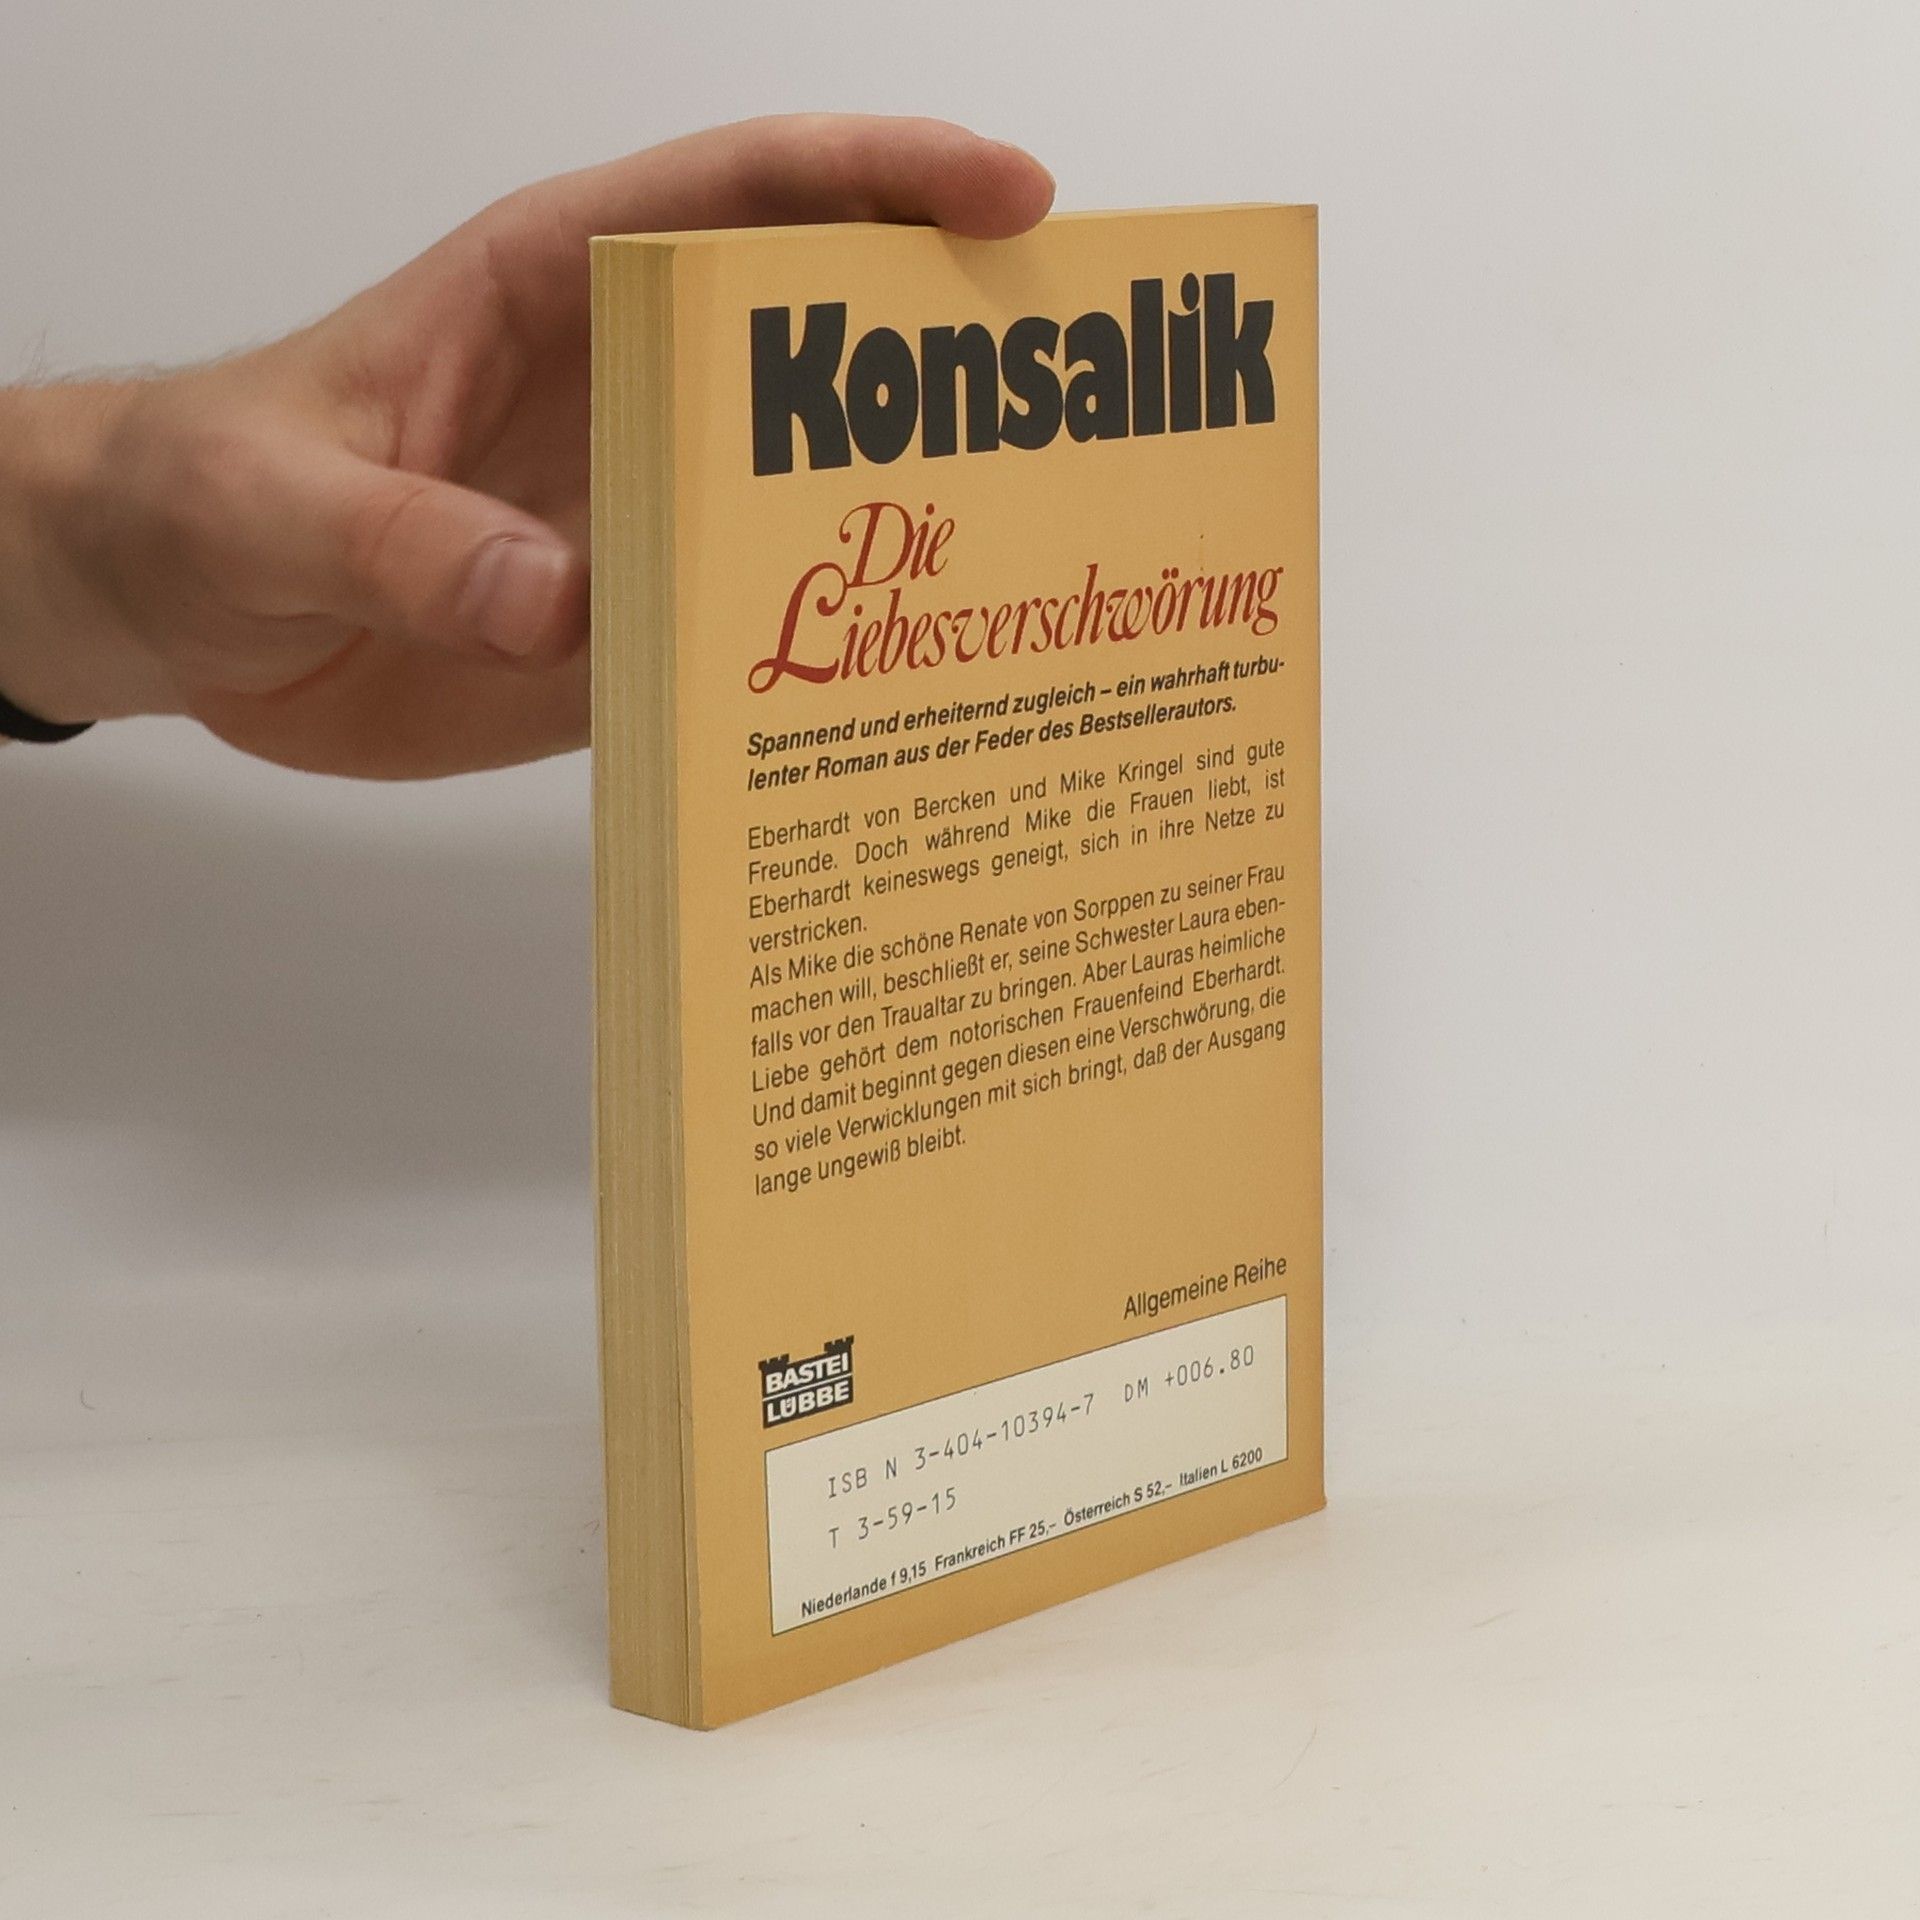 Konsalik
Die
Liebesverschwörung
Spannend und erheiternd zugleich – ein wahrhaft turbu-
lenter Roman aus der Feder des Bestsellerautors.
Eberhardt von Bercken und Mike Kringel sind gute
Freunde. Doch während Mike die Frauen liebt, ist
Eberhardt keineswegs geneigt, sich in ihre Netze zu
verstricken.
Als Mike die schöne Renate von Sorppen zu seiner Frau
machen will, beschließt er, seine Schwester Laura eben-
falls vor den Traualtar zu bringen. Aber Lauras heimliche
Liebe gehört dem notorischen Frauenfeind Eberhardt.
Und damit beginnt gegen diesen eine Verschwörung, die
so viele Verwicklungen mit sich bringt, daß der Ausgang
lange ungewiß bleibt.
Allgemeine Reihe
BASTEI
LÜBBE
ISB N 3-404-10394-7 DM +006.80
T 3-59-15
Niederlande f 9,15 Frankreich FF 25,– Österreich S 52,– Italien L 6200